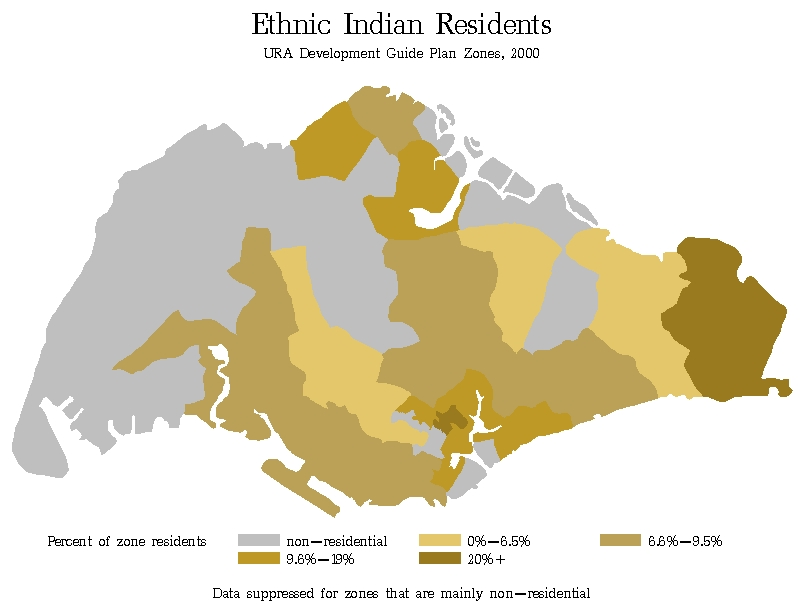 Ethnic Indian Residents
URA Development Guide Plan Zones, 2000
Percent of zone residents non-residential 0%-6.5% 6.6%-9.5%
9.6%-19% 20%+
Data suppressed for zones that are mainly non-residential